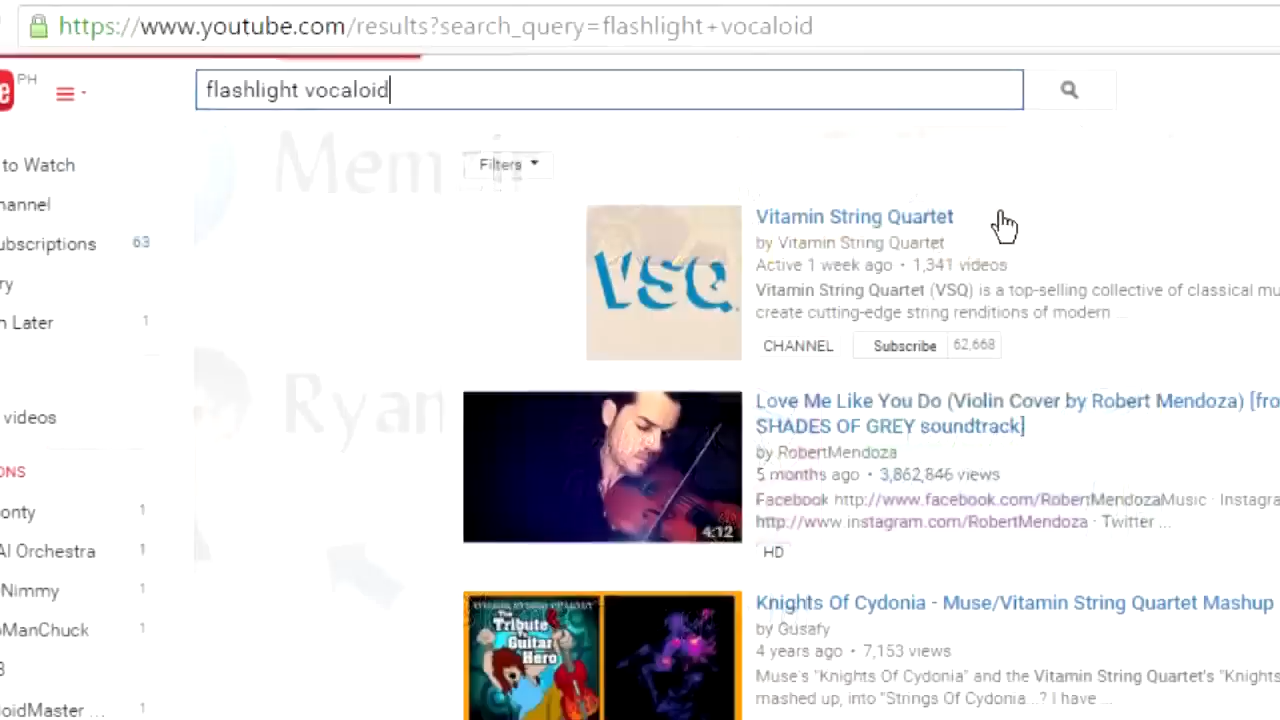 https://www.youtube.com/results?search_query=flashlight+vocaloid
PH
flashlight vocaloid
to Watch
hannel
ubscriptions 63
ry
n Later 1
videos
ONS
onty 1
AI Orchestra 1
Nimmy 1
oManChuck 1
8
oidMaster ... 1
Filters
Vitamin String Quartet
by Vitamin String Quartet
Active 1 week ago • 1,341 videos
Vitamin String Quartet (VSQ) is a top-selling collective of classical mu
create cutting-edge string renditions of modern ...
CHANNEL Subscribe 62,668
VSQ
Love Me Like You Do (Violin Cover by Robert Mendoza) [fro
SHADES OF GREY soundtrack]
by RobertMendoza
5 months ago • 3,862,846 views
Facebook http://www.facebook.com/RobertMendozaMusic · Instagra
http://www.instagram.com/RobertMendoza · Twitter ...
HD
4:12
Knights Of Cydonia - Muse/Vitamin String Quartet Mashup
by Gusafy
4 years ago • 7,153 views
Muse's "Knights Of Cydonia" and the Vitamin String Quartet's "Knights
mashed up, into "Strings Of Cydonia...? I have ...
The
Tribute
To
Guitar
Hero
Ryan